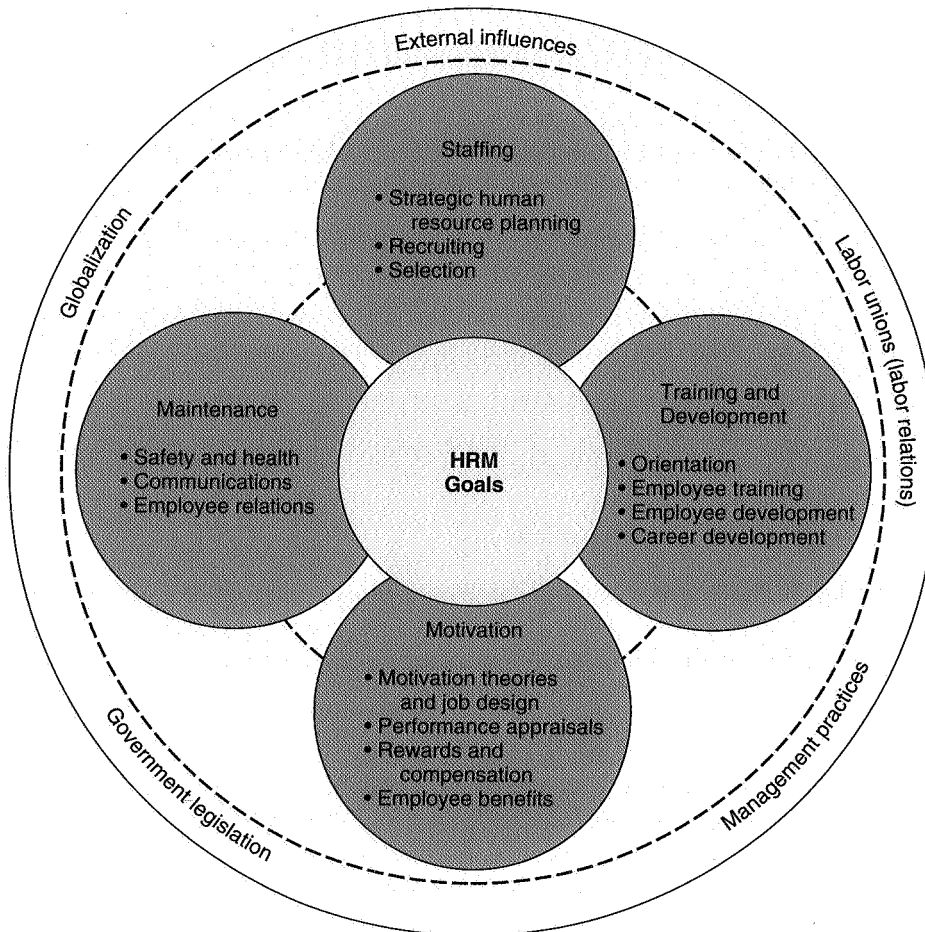 External influences
Globalization
Labor unions (labor relations)
Government legislation
Management practices
Staffing
• Strategic human
resource planning
• Recruiting
• Selection
Maintenance
• Safety and health
• Communications
• Employee relations
HRM
Goals
Training and
Development
• Orientation
• Employee training
• Employee development
• Career development
Motivation
• Motivation theories
and job design
• Performance appraisals
• Rewards and
compensation
• Employee benefits